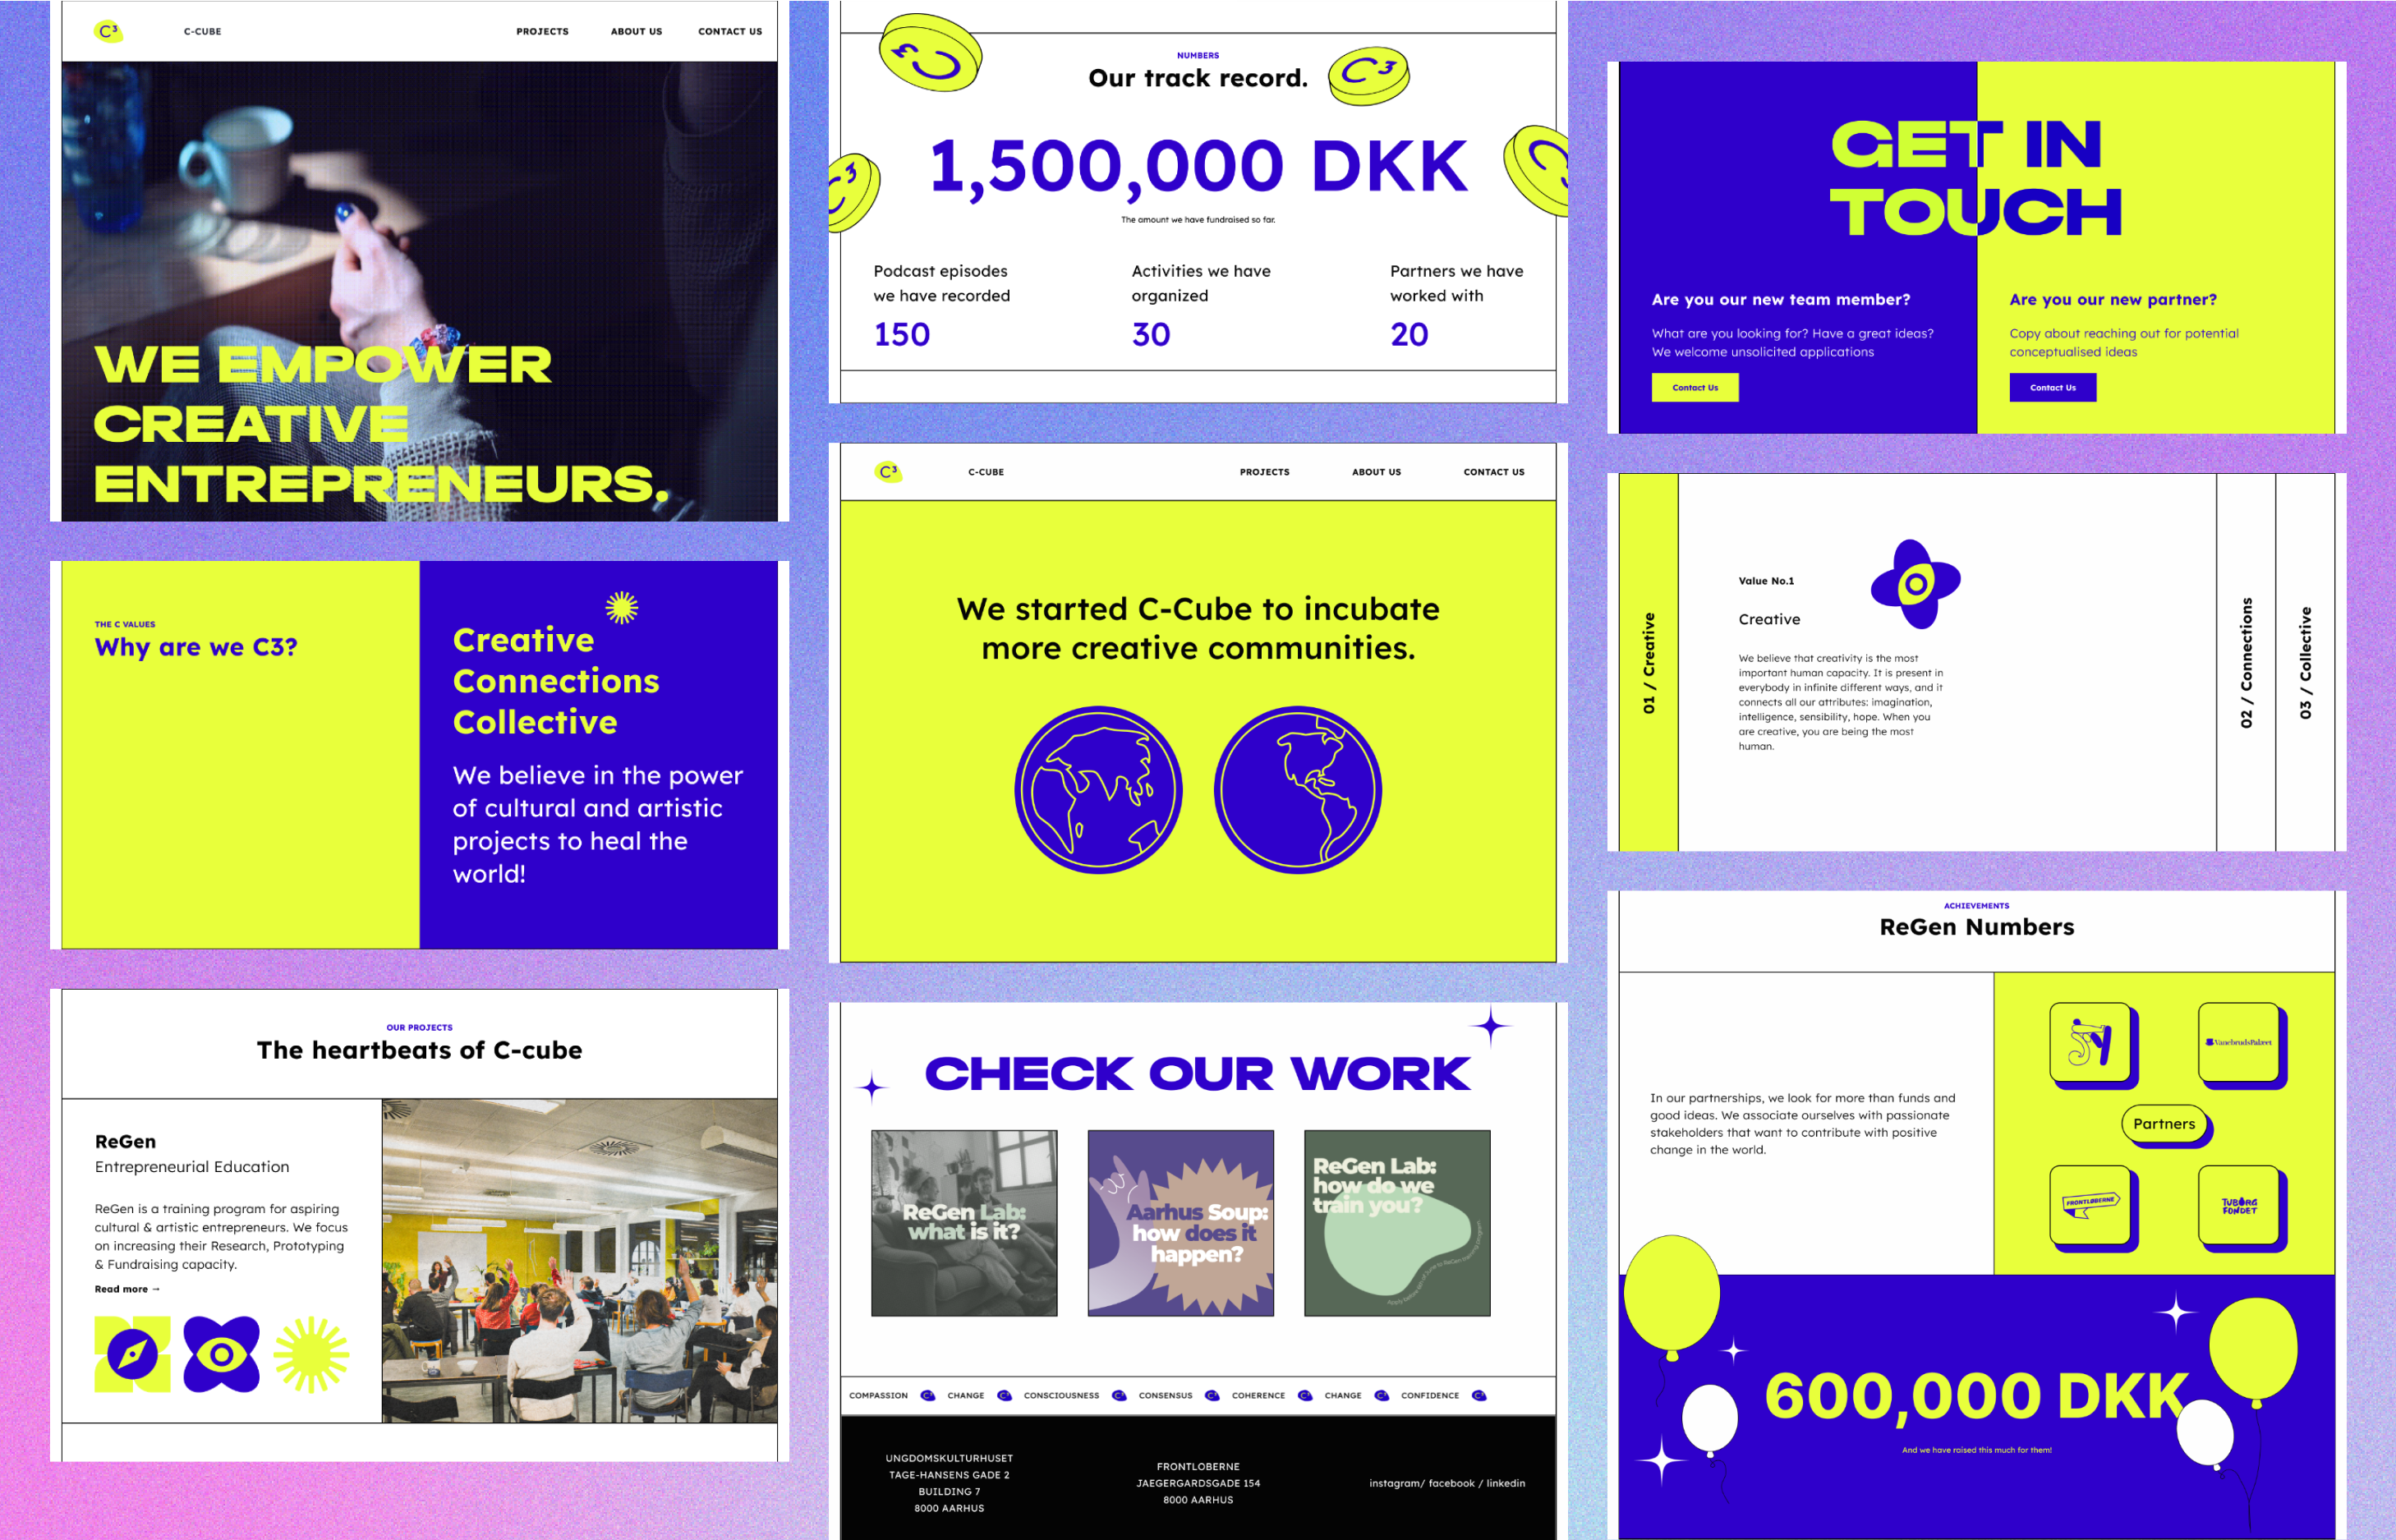 C³
C-CUBE
PROJECTS
ABOUT US
CONTACT US
WE EMPOWER
CREATIVE
ENTREPRENEURS.
THE C VALUES
Why are we C3?
Creative
Connections
Collective
We believe in the power
of cultural and artistic
projects to heal the
world!
OUR PROJECTS
The heartbeats of C-cube
ReGen
Entrepreneurial Education
ReGen is a training program for aspiring
cultural & artistic entrepreneurs. We focus
on increasing their Research, Prototyping
& Fundraising capacity.
Read more →
C³
C³
C³
C³
NUMBERS
Our track record.
1,500,000 DKK
The amount we have fundraised so far.
Podcast episodes
we have recorded
150
Activities we have
organized
30
Partners we have
worked with
20
C³
C-CUBE
PROJECTS
ABOUT US
CONTACT US
We started C-Cube to incubate
more creative communities.
CHECK OUR WORK
ReGen Lab:
what is it?
Aarhus Soup:
how does it
happen?
ReGen Lab:
how do we
train you?
COMPASSION
CHANGE
CONSCIOUSNESS
CONSENSUS
COHERENCE
CHANGE
CONFIDENCE
UNGDOMSKULTURHUSET
TAGE-HANSENS GADE 2
BUILDING 7
8000 AARHUS
FRONTLOBERNE
JAEGERGARDSGADE 154
8000 AARHUS
instagram/ facebook / linkedin
GET IN
TOUCH
Are you our new team member?
What are you looking for? Have a great ideas?
We welcome unsolicited applications
Contact Us
Are you our new partner?
Copy about reaching out for potential
conceptualised ideas
Contact Us
01 / Creative
Value No.1
Creative
We believe that creativity is the most
important human capacity. It is present in
everybody in infinite different ways, and it
connects all our attributes: imagination,
intelligence, sensibility, hope. When you
are creative, you are being the most
human.
02 / Connections
03 / Collective
ACHIEVEMENTS
ReGen Numbers
In our partnerships, we look for more than funds and
good ideas. We associate ourselves with passionate
stakeholders that want to contribute with positive
change in the world.
VanebrudsPalæet
Partners
FRONTLØBERNE
TUBORG
FONDET
600,000 DKK
And we have raised this much for them!